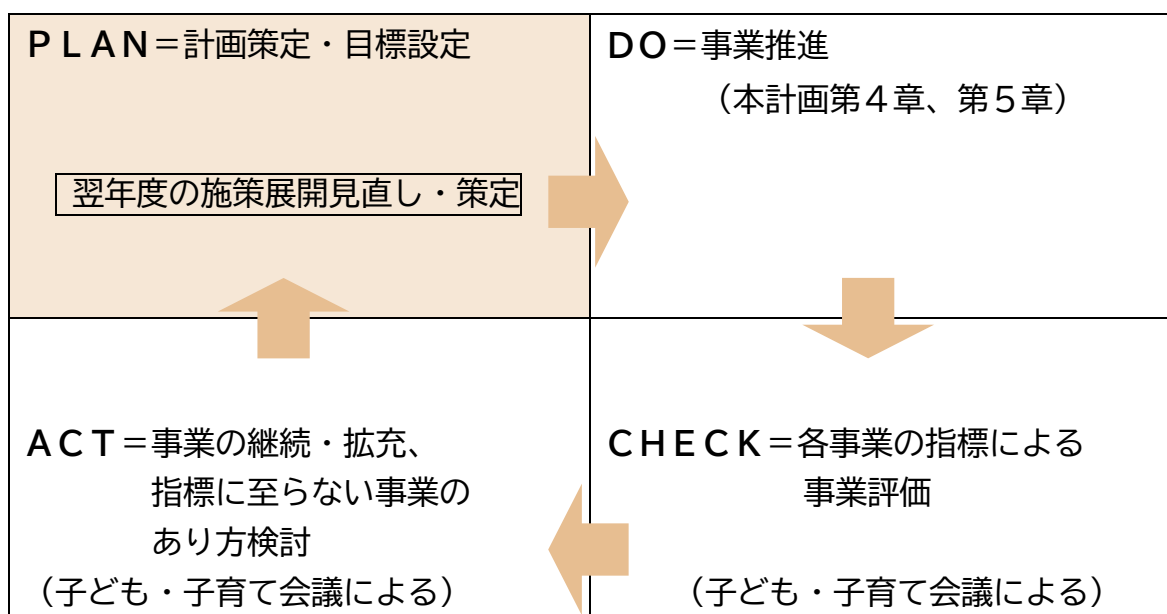 ＰＬＡＮ＝計画策定・目標設定
翌年度の施策展開見直し・策定
ＤＯ＝事業推進
（本計画第４章、第５章）
ＡＣＴ＝事業の継続・拡充、
指標に至らない事業の
あり方検討
（子ども・子育て会議による）
ＣＨＥＣＫ＝各事業の指標による
事業評価
（子ども・子育て会議による）